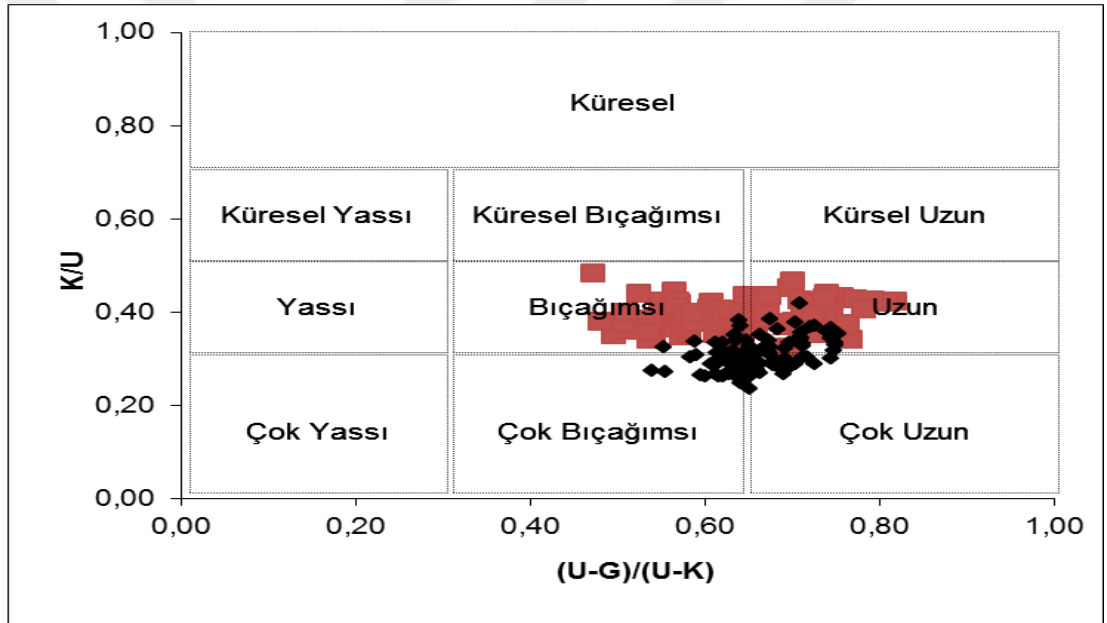 1,00
Küresel
0,80
Küresel Yassı Küresel Bıçağımsı Kürsel Uzun
0,60
K/U
Yassı Bıçağımsı Uzun
0,40
0,20
Çok Yassı Çok Bıçağımsı Çok Uzun
0,00
0,00 0,20 0,40 0,60 0,80 1,00
(U-G)/(U-K)